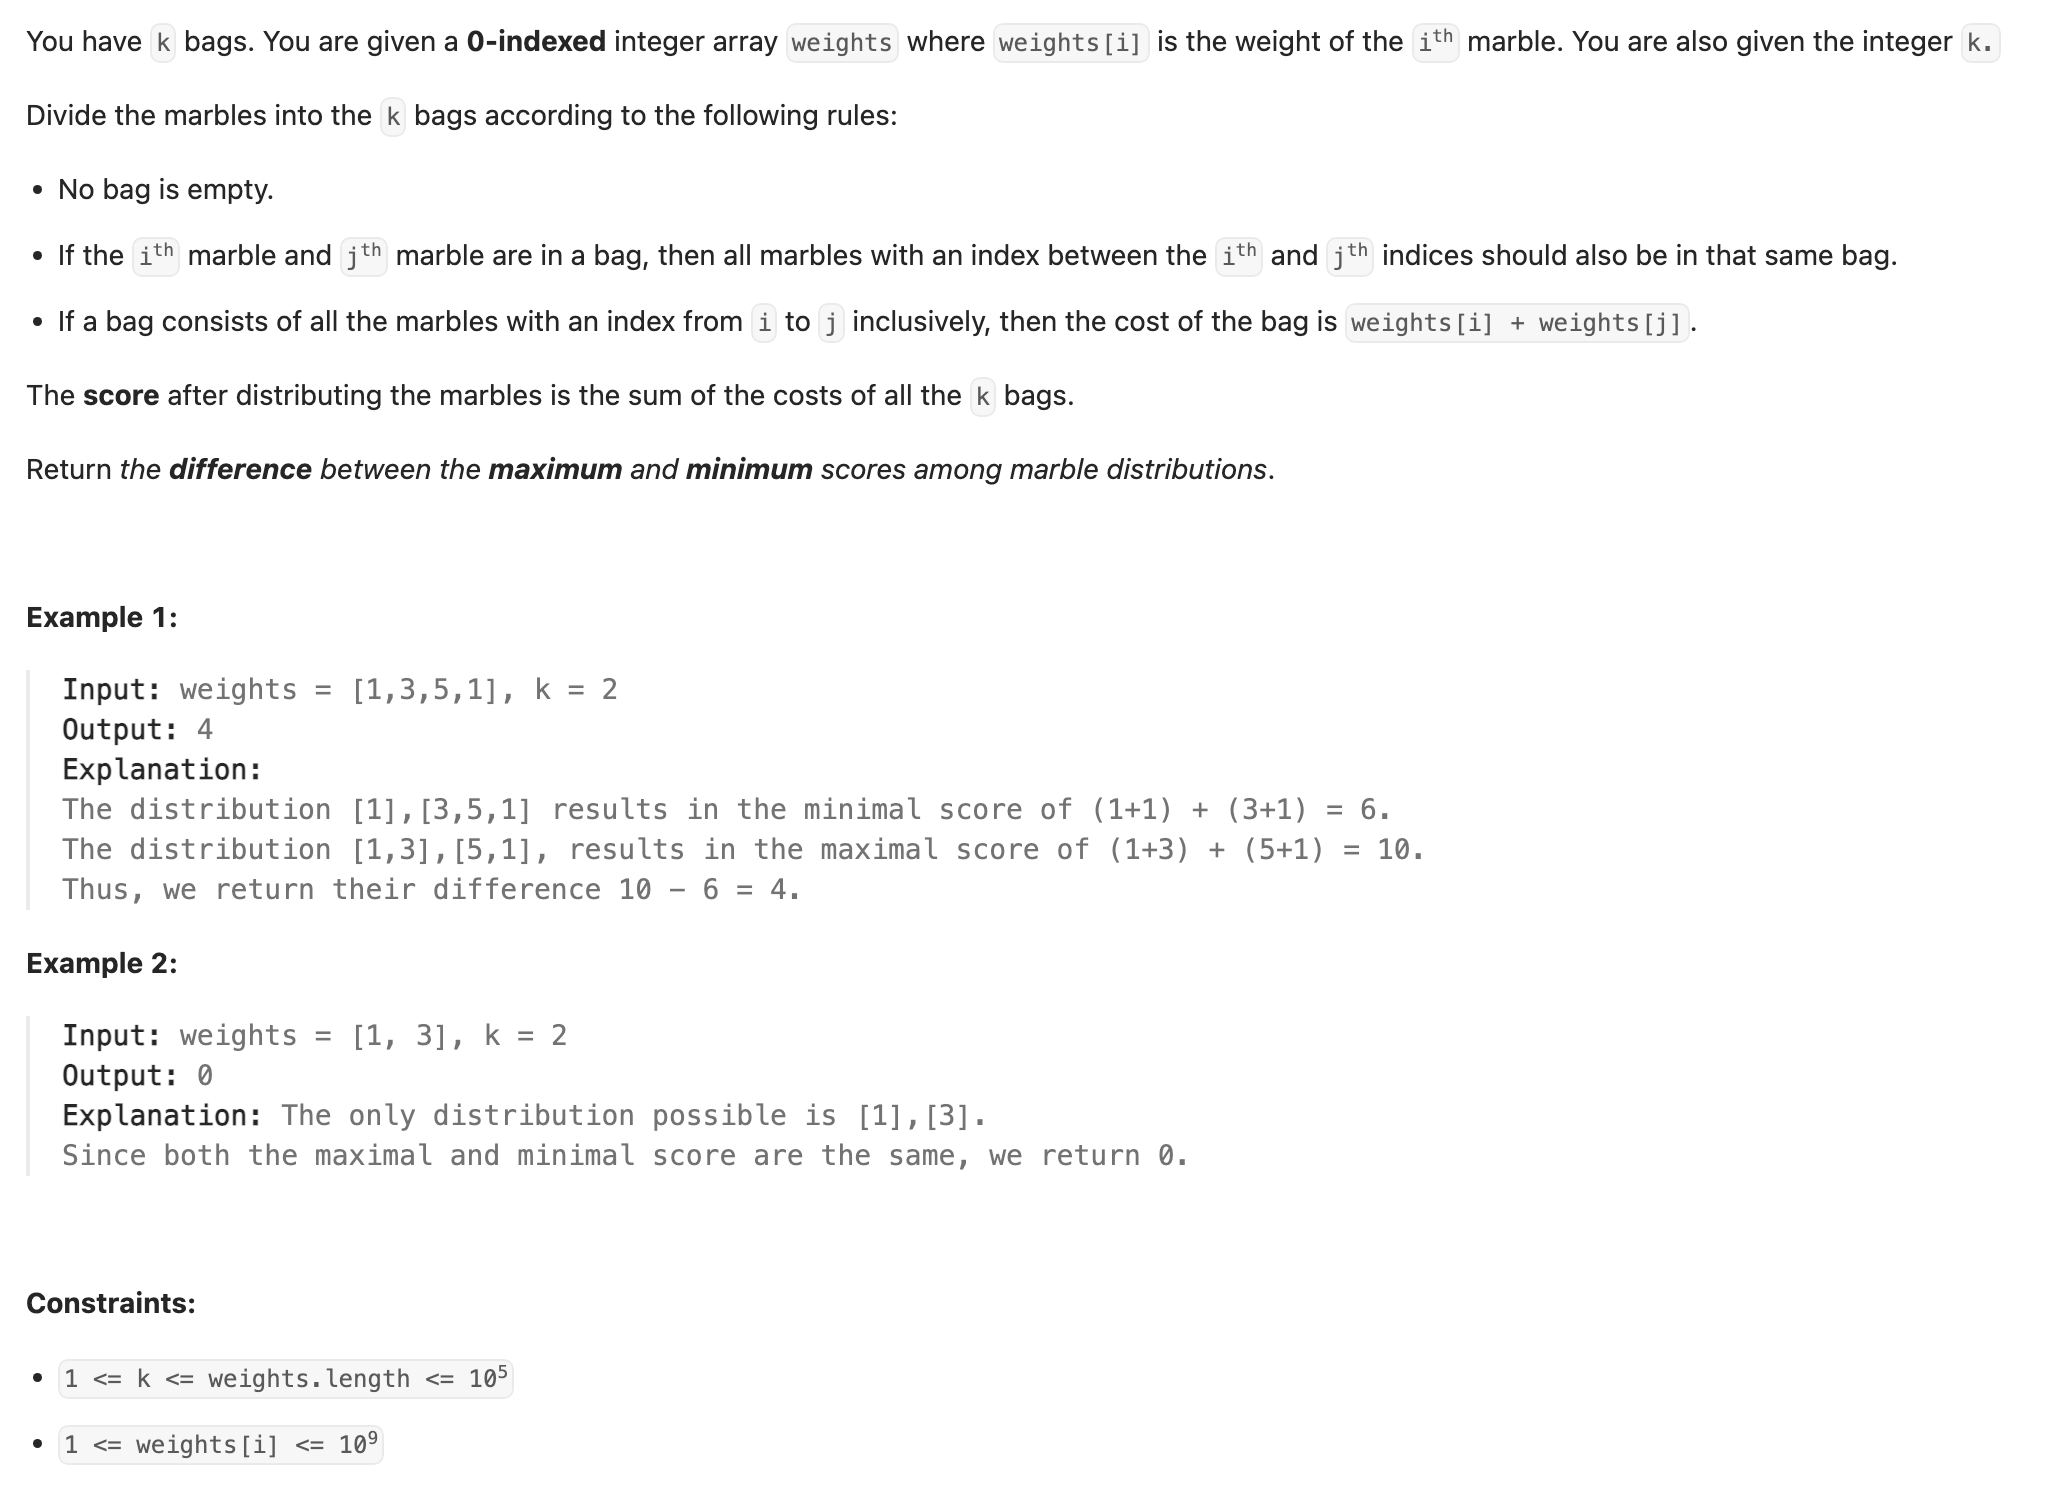 You have k bags. You are given a 0-indexed integer array weights where weights[i] is the weight of the ith marble. You are also given the integer k.
Divide the marbles into the k bags according to the following rules:
• No bag is empty.
• If the ith marble and jth marble are in a bag, then all marbles with an index between the ith and jth indices should also be in that same bag.
• If a bag consists of all the marbles with an index from i to j inclusively, then the cost of the bag is weights[i] + weights[j].
The score after distributing the marbles is the sum of the costs of all the k bags.
Return the difference between the maximum and minimum scores among marble distributions.
Example 1:
Input: weights = [1,3,5,1], k = 2
Output: 4
Explanation:
The distribution [1],[3,5,1] results in the minimal score of (1+1) + (3+1) = 6.
The distribution [1,3],[5,1], results in the maximal score of (1+3) + (5+1) = 10.
Thus, we return their difference 10 - 6 = 4.
Example 2:
Input: weights = [1, 3], k = 2
Output: 0
Explanation: The only distribution possible is [1],[3].
Since both the maximal and minimal score are the same, we return 0.
Constraints:
• 1 <= k <= weights.length <= 10⁵
• 1 <= weights[i] <= 10⁹